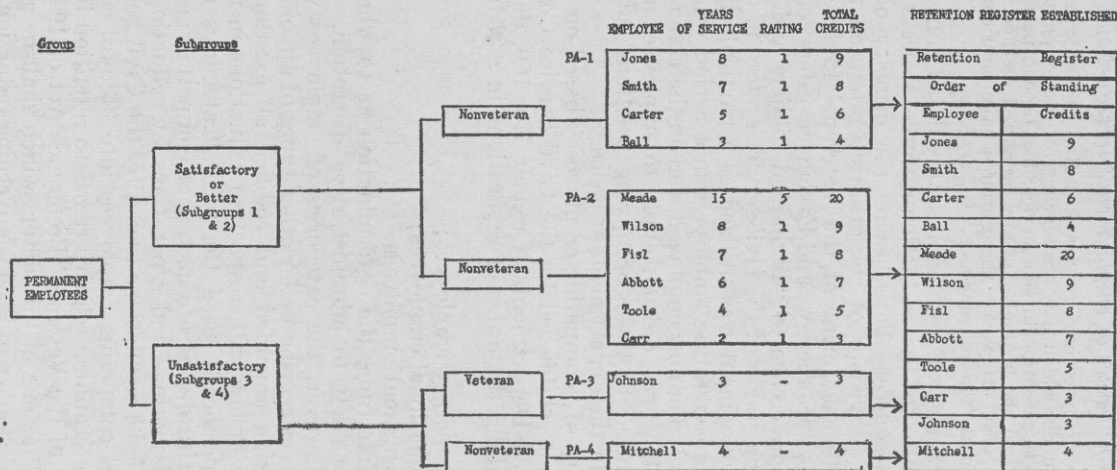 Group
Subgroups
EMPLOYEE YEARS OF SERVICE RATING TOTAL CREDITS
RETENTION REGISTER ESTABLISHED
PERMANENT
EMPLOYEES
Satisfactory
or
Better
(Subgroups 1
& 2)
Unsatisfactory
(Subgroups 3
& 4)
Nonveteran
Nonveteran
Veteran
Nonveteran
PA-1
Jones 8 1 9
Smith 7 1 8
Carter 5 1 6
Ball 3 1 4
PA-2
Meade 15 5 20
Wilson 8 1 9
Fisl 7 1 8
Abbott 6 1 7
Toole 4 1 5
Carr 2 1 3
PA-3
Johnson 3 - 3
PA-4
Mitchell 4 - 4
Retention Register
Order of Standing
Employee Credits
Jones 9
Smith 8
Carter 6
Ball 4
Meade 20
Wilson 9
Fisl 8
Abbott 7
Toole 5
Carr 3
Johnson 3
Mitchell 4